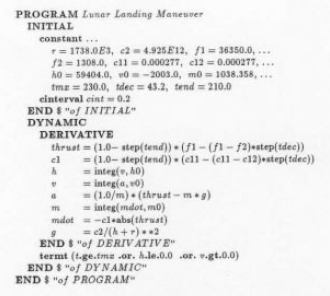 PROGRAM Lunar Landing Maneuver
INITIAL
constant ...
r = 1738.0E3, c2 = 4.925E12, f1 = 36350.0, ...
f2 = 1308.0, c11 = 0.000277, c12 = 0.000277, ...
h0 = 59404.0, v0 = -2003.0, m0 = 1038.358, ...
tmx = 230.0, tdec = 43.2, tend = 210.0
cinterval cint = 0.2
END $ "of INITIAL"
DYNAMIC
DERIVATIVE
thrust = (1.0- step(tend)) * (f1 - (f1 - f2)*step(tdec))
c1 = (1.0- step(tend)) * (c11 - (c11 - c12)*step(tdec))
h = integ(v, h0)
v = integ(a, v0)
a = (1.0/m) * (thrust - m * g)
m = integ(mdot, m0)
mdot = -c1*abs(thrust)
g = c2/(h + r) **2
END $ "of DERIVATIVE"
termt (t.ge.tmx .or. h.le.0.0 .or. v.gt.0.0)
END $ "of DYNAMIC"
END $ "of PROGRAM"